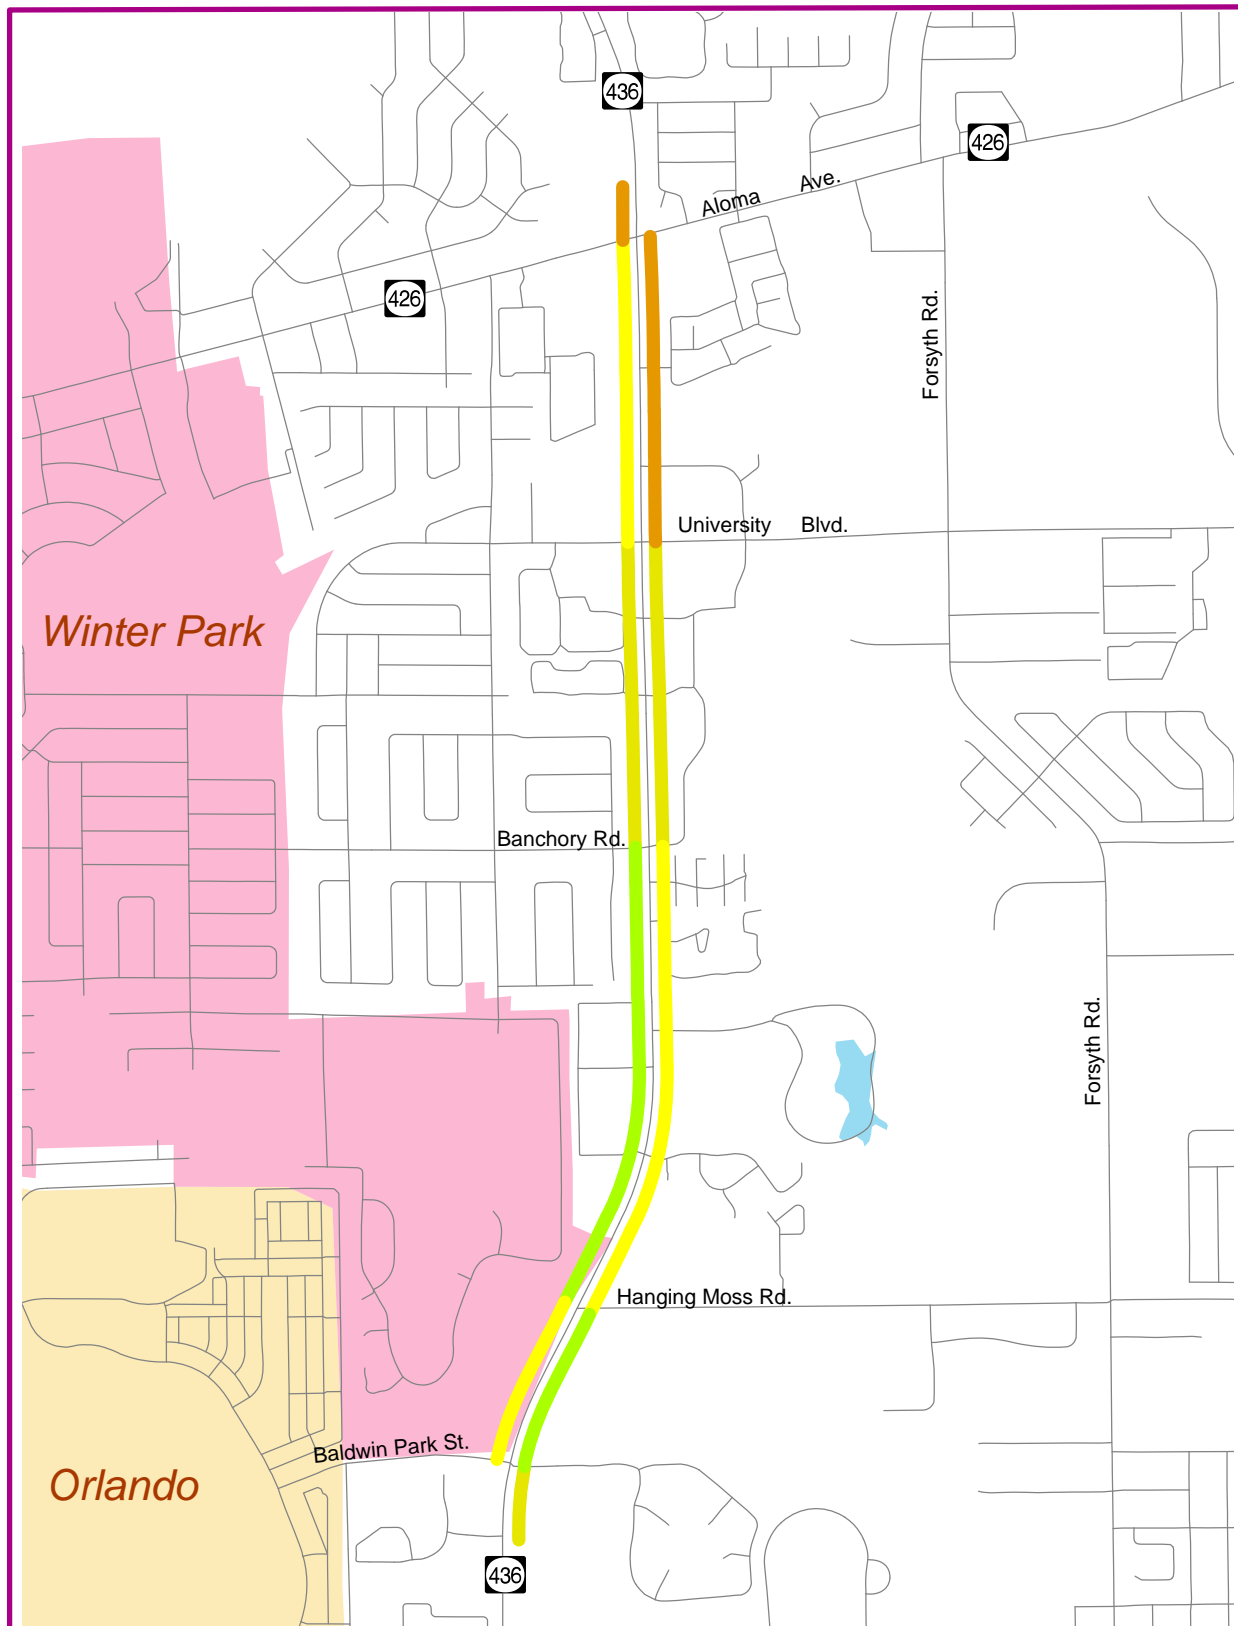 436
426
Aloma Ave.
426
Forsyth Rd.
University Blvd.
Winter Park
Banchory Rd.
Forsyth Rd.
Hanging Moss Rd.
Baldwin Park St.
Orlando
436